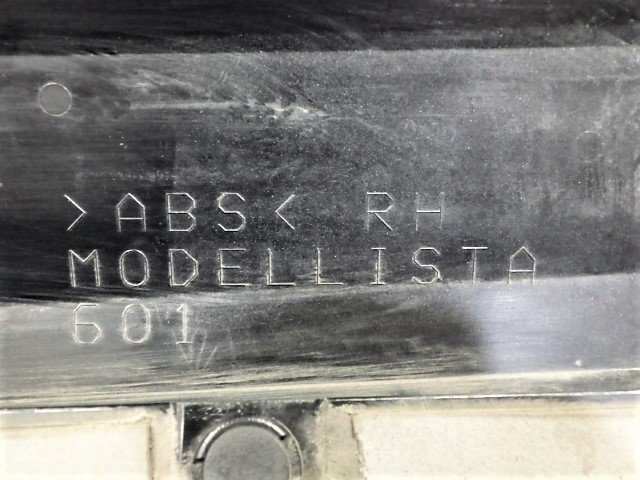 >ABS< RH
MODELLISTA
601